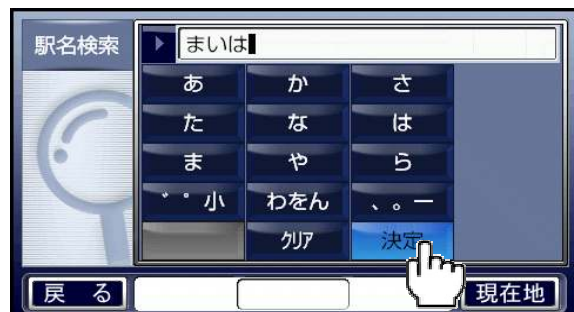 駅名検索
まいは
あ か さ
た な は
ま や ら
゛゜小 わをん 、。ー
クリア 決定
戻る 現在地